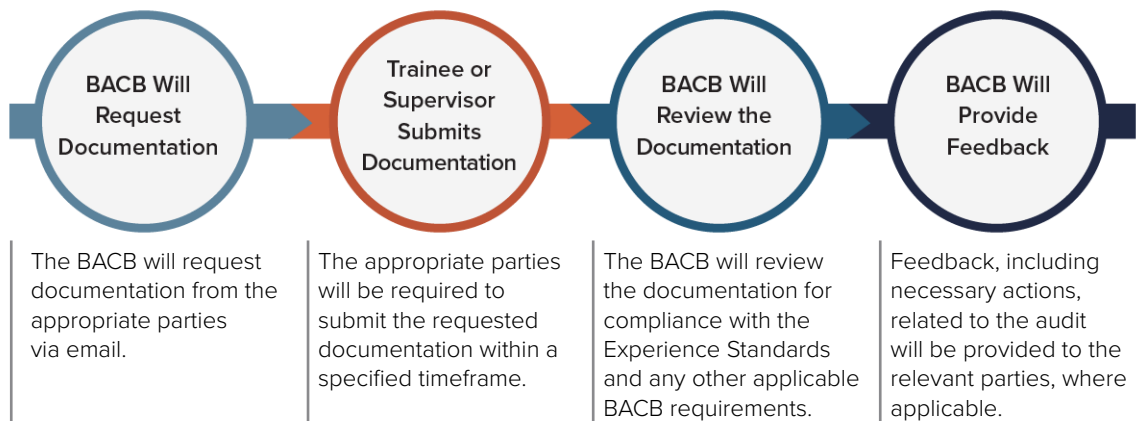 BACB Will
Request
Documentation
Trainee or
Supervisor
Submits
Documentation
BACB Will
Review the
Documentation
BACB Will
Provide
Feedback
The BACB will request
documentation from the
appropriate parties
via email.
The appropriate parties
will be required to
submit the requested
documentation within a
specified timeframe.
The BACB will review
the documentation for
compliance with the
Experience Standards
and any other applicable
BACB requirements.
Feedback, including
necessary actions,
related to the audit
will be provided to the
relevant parties, where
applicable.